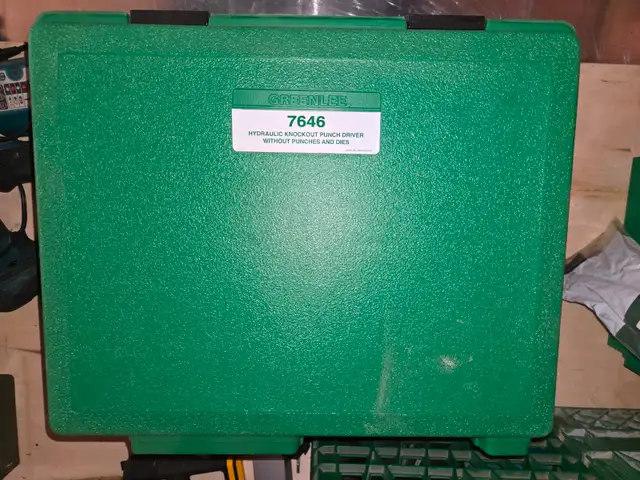 GREENLEE
7646
HYDRAULIC KNOCKOUT PUNCH DRIVER
WITHOUT PUNCHES AND DIES